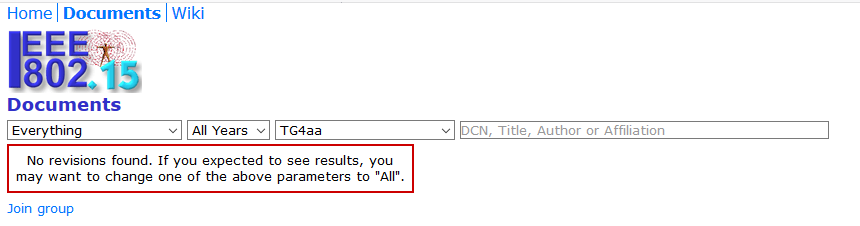 Home | Documents | Wiki
IEEE
802.15
Documents
Everything All Years TG4aa DCN, Title, Author or Affiliation
No revisions found. If you expected to see results, you
may want to change one of the above parameters to "All".
Join group